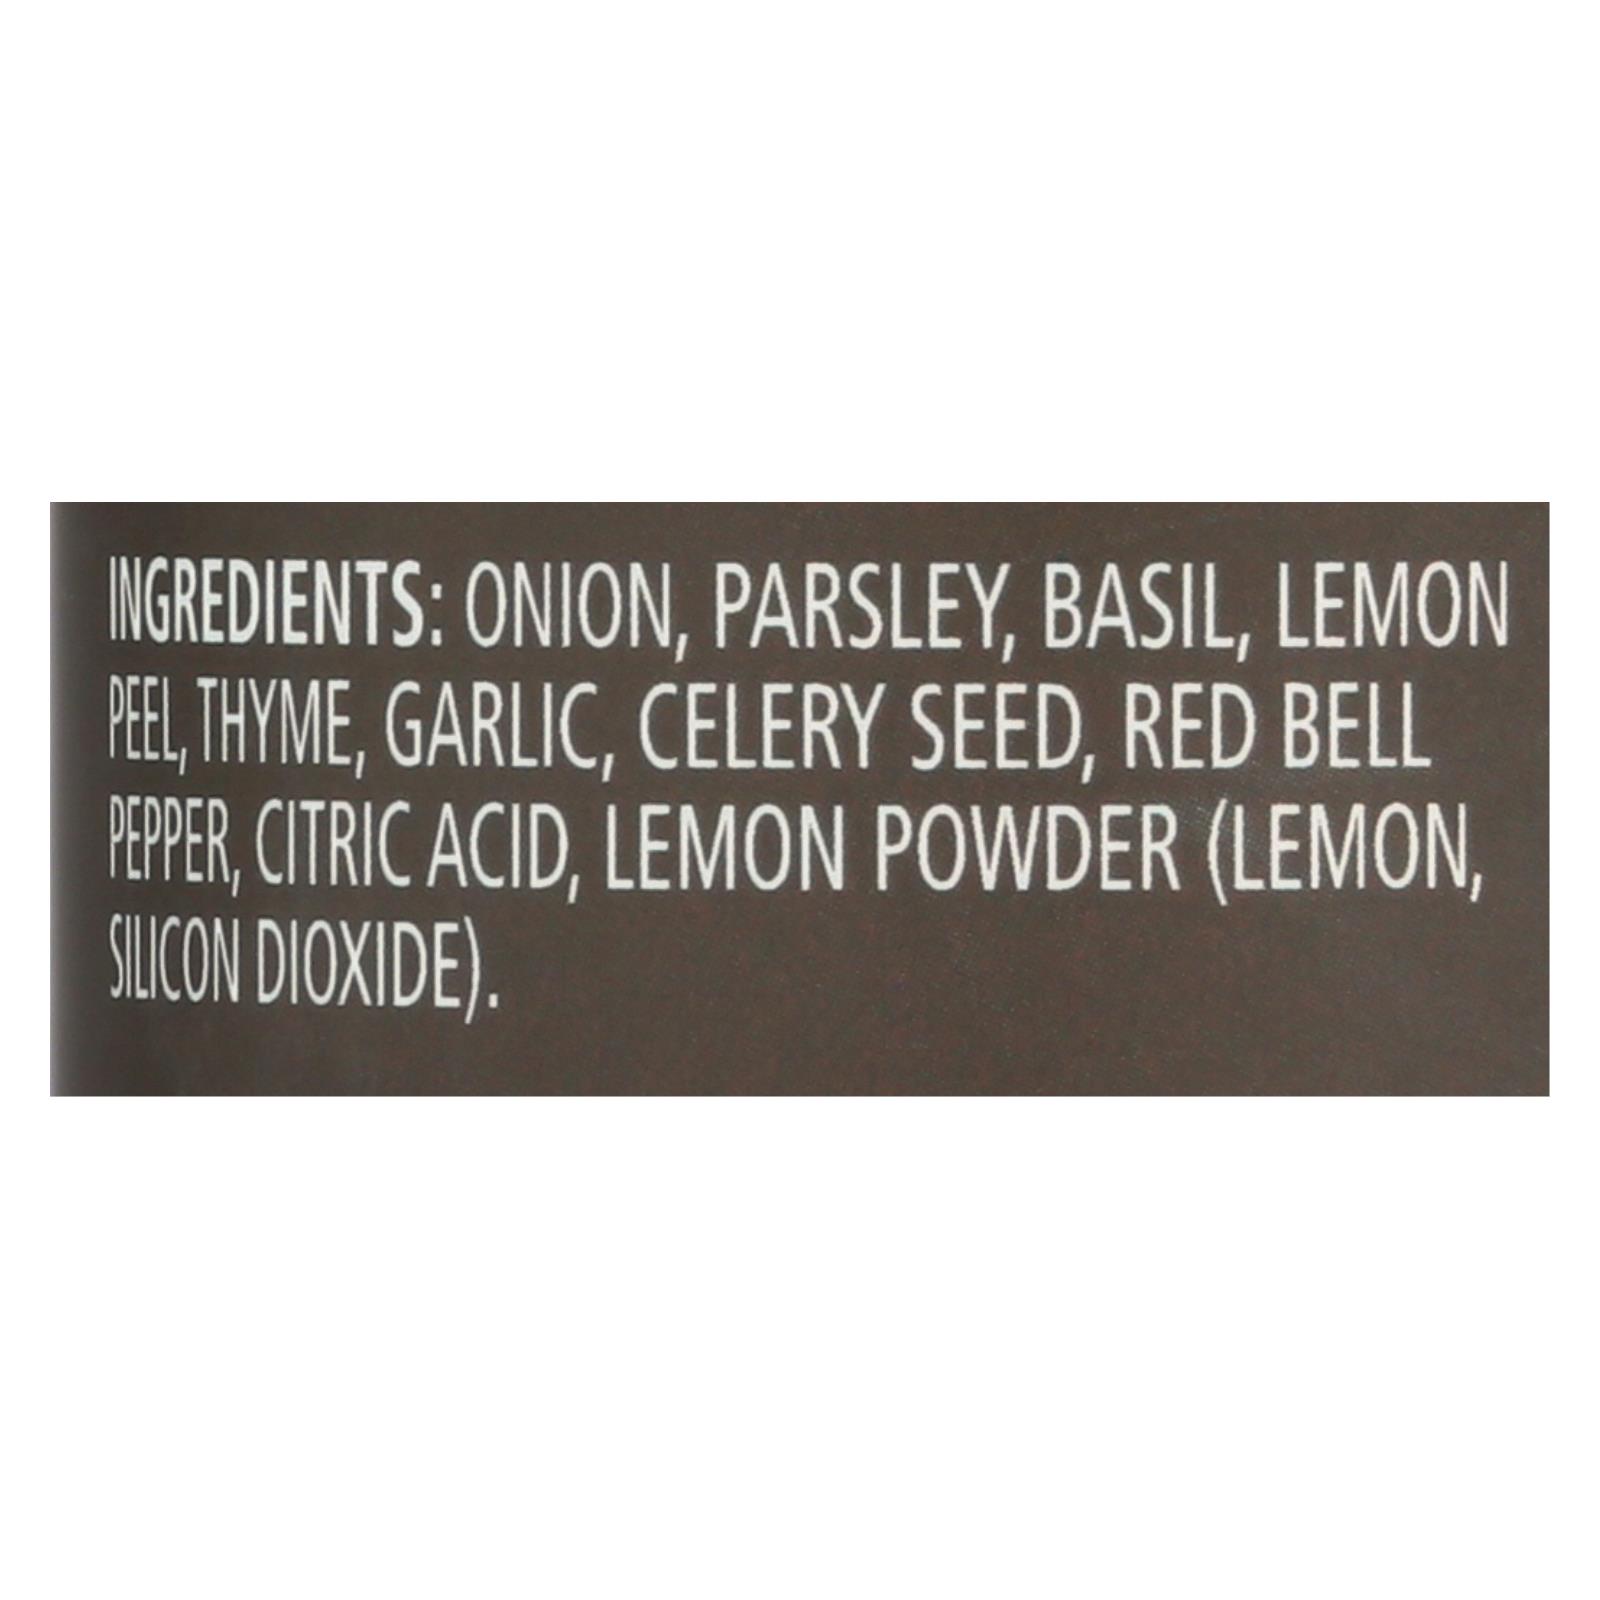 INGREDIENTS: ONION, PARSLEY, BASIL, LEMON
PEEL, THYME, GARLIC, CELERY SEED, RED BELL
PEPPER, CITRIC ACID, LEMON POWDER (LEMON,
SILICON DIOXIDE).